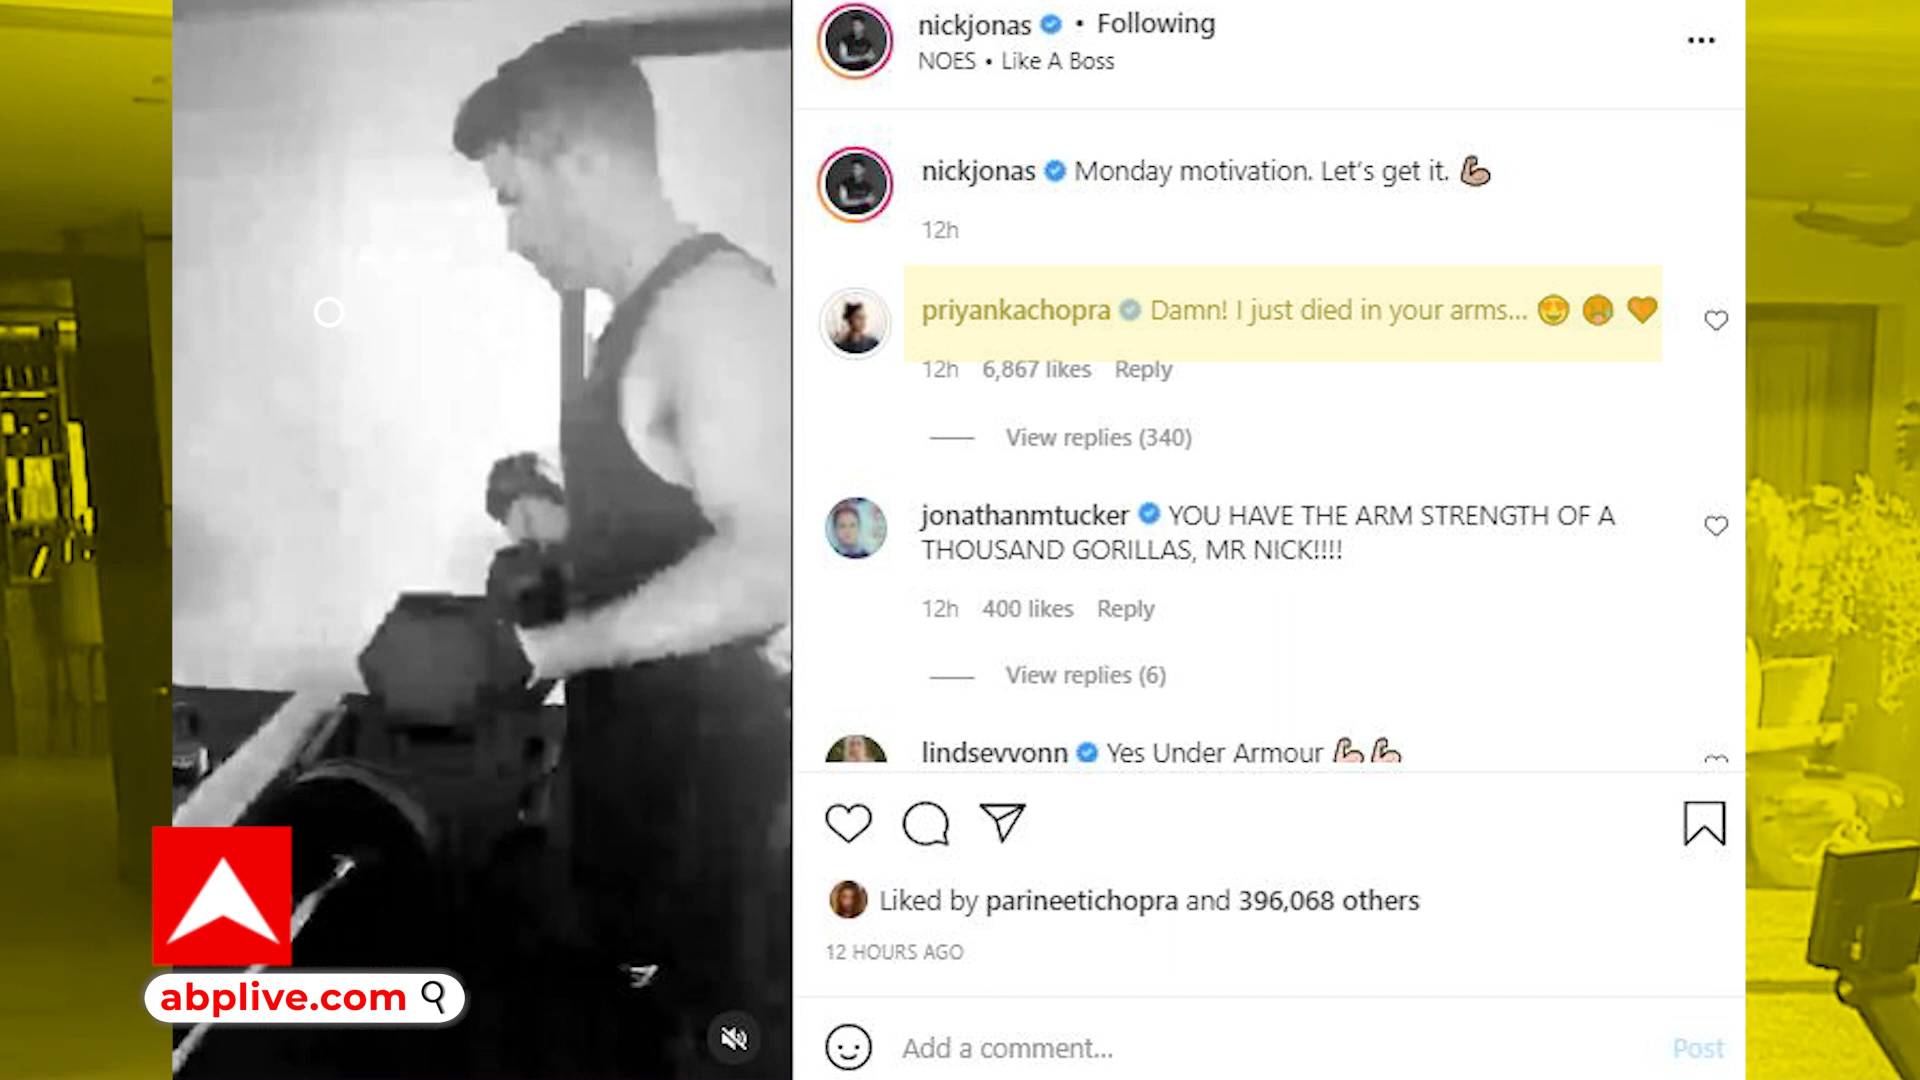 nickjonas • Following
NOES • Like A Boss
nickjonas Monday motivation. Let's get it. 💪
12h
priyankachopra Damn! I just died in your arms... 😍 🥵 ❤️
12h 6,867 likes Reply
View replies (340)
jonathanmtucker YOU HAVE THE ARM STRENGTH OF A
THOUSAND GORILLAS, MR NICK!!!!
12h 400 likes Reply
View replies (6)
lindseyvonn Yes Under Armour 💪💪
Liked by parineetichopra and 396,068 others
12 HOURS AGO
Add a comment... Post
abplive.com